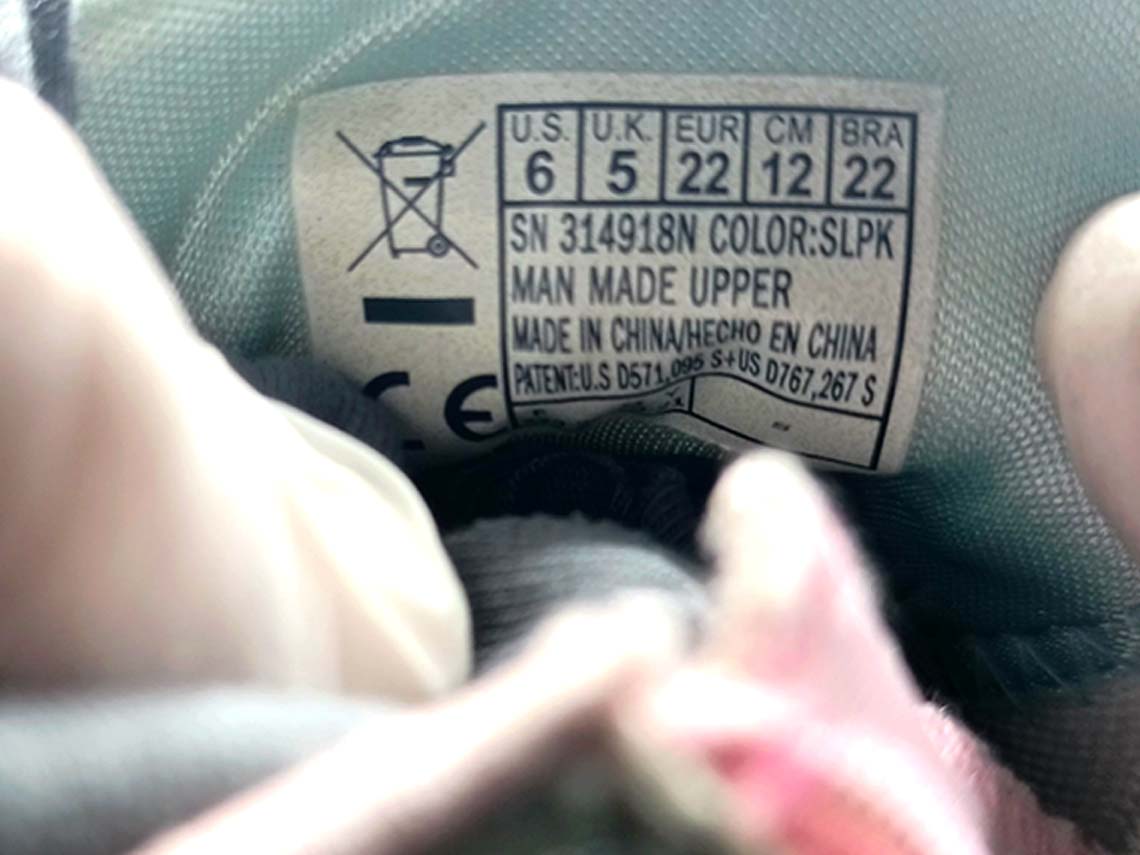 U.S. U.K. EUR CM BRA
6 5 22 12 22
SN 314918N COLOR:SLPK
MAN MADE UPPER
MADE IN CHINA/HECHO EN CHINA
PATENT:U.S D571,095 S+US D767,267 S
CE